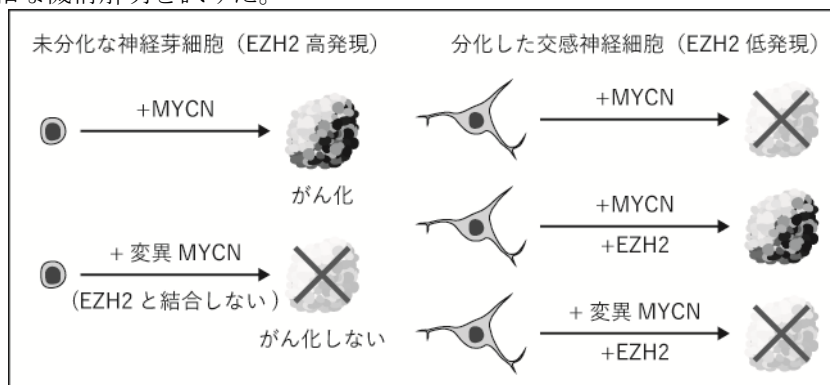 未分化な神経芽細胞（EZH2 高発現）
+MYCN
がん化
+ 変異 MYCN
(EZH2 と結合しない )
がん化しない
分化した交感神経細胞（EZH2 低発現）
+MYCN
+MYCN
+EZH2
+ 変異 MYCN
+EZH2